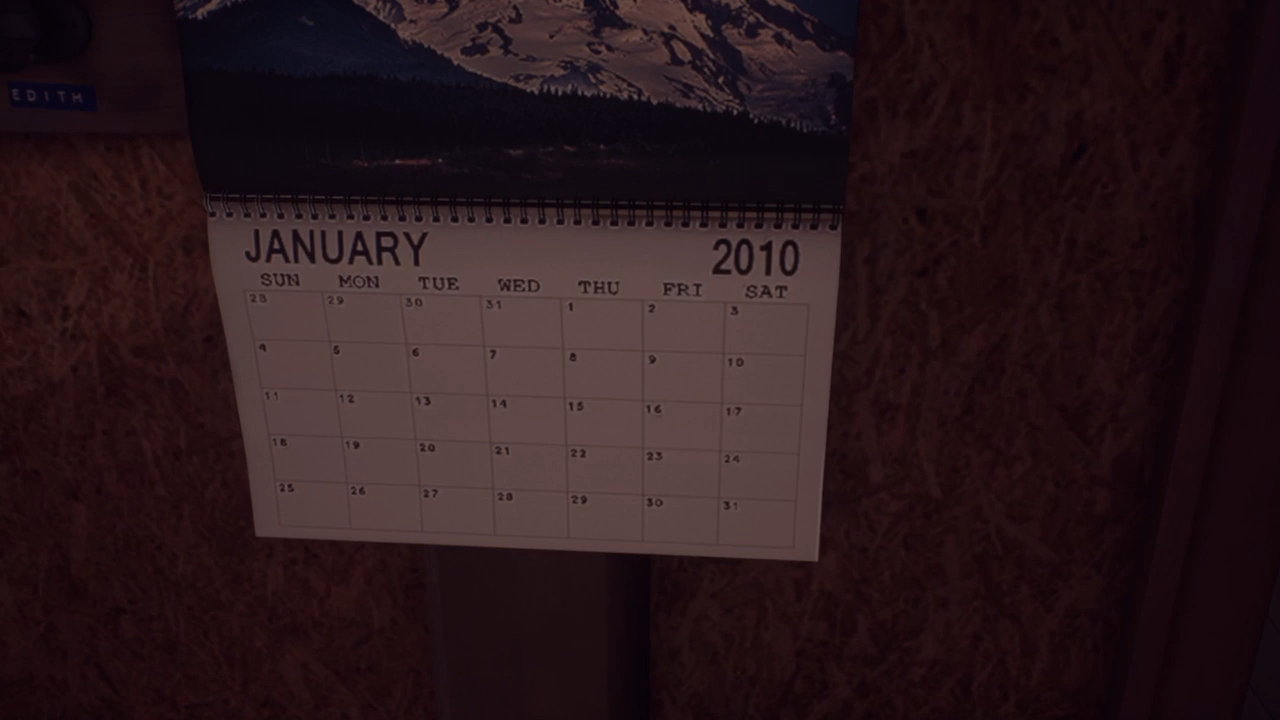 EDITH
JANUARY 2010
SUN MON TUE WED THU FRI SAT
28 29 30 31 1 2 3
4 5 6 7 8 9 10
11 12 13 14 15 16 17
18 19 20 21 22 23 24
25 26 27 28 29 30 31